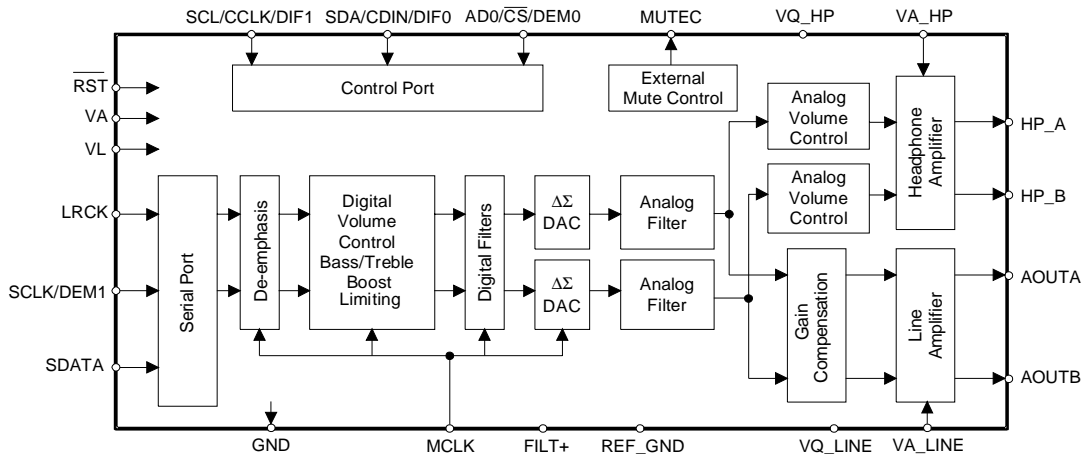 SCL/CCLK/DIF1
SDA/CDIN/DIF0
AD0/CS/DEM0
MUTEC
VQ_HP
VA_HP
RST
VA
VL
LRCK
SCLK/DEM1
SDATA
Control Port
External
Mute Control
Analog
Volume
Control
Analog
Volume
Control
Headphone
Amplifier
HP_A
HP_B
Serial Port
De-emphasis
Digital
Volume
Control
Bass/Treble
Boost
Limiting
Digital Filters
ΔΣ
DAC
ΔΣ
DAC
Analog
Filter
Analog
Filter
Gain
Compensation
Line
Amplifier
AOUTA
AOUTB
GND
MCLK
FILT+
REF_GND
VQ_LINE
VA_LINE